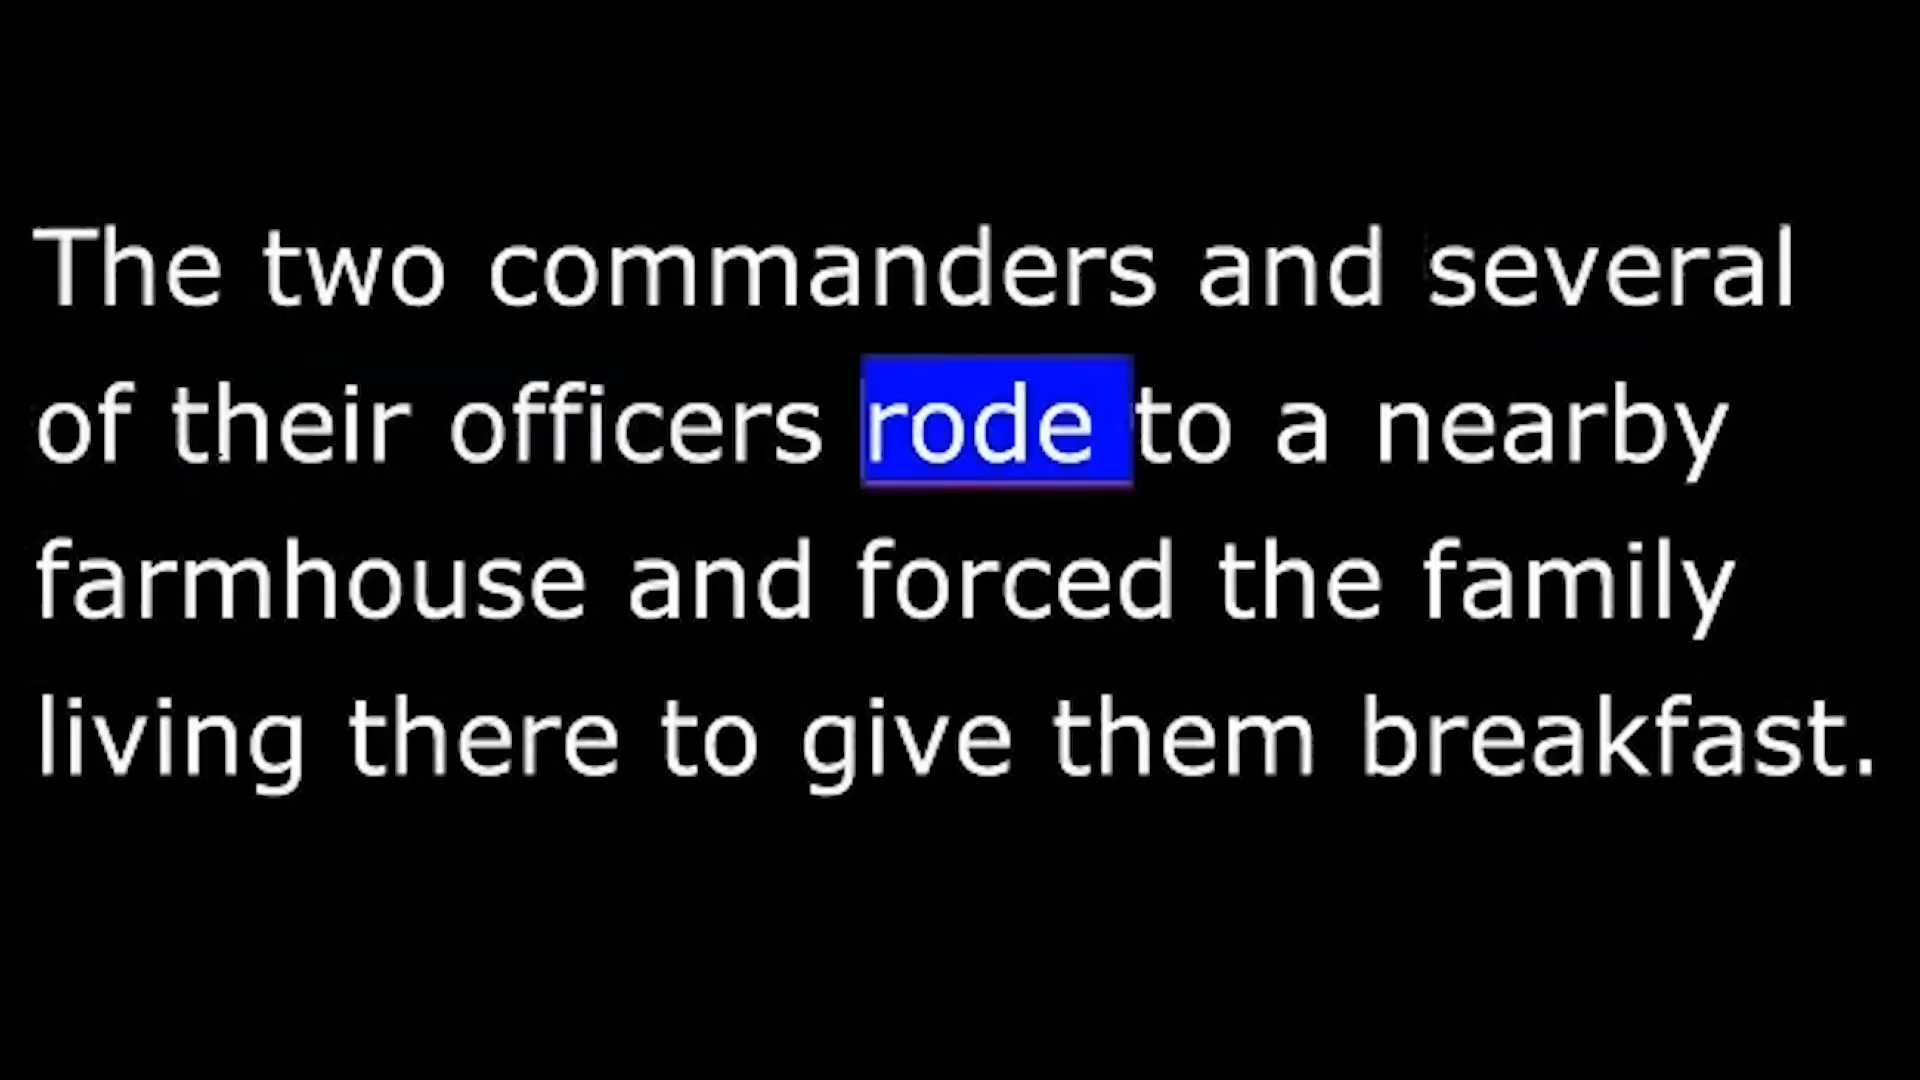 The two commanders and several
of their officers rode to a nearby
farmhouse and forced the family
living there to give them breakfast.